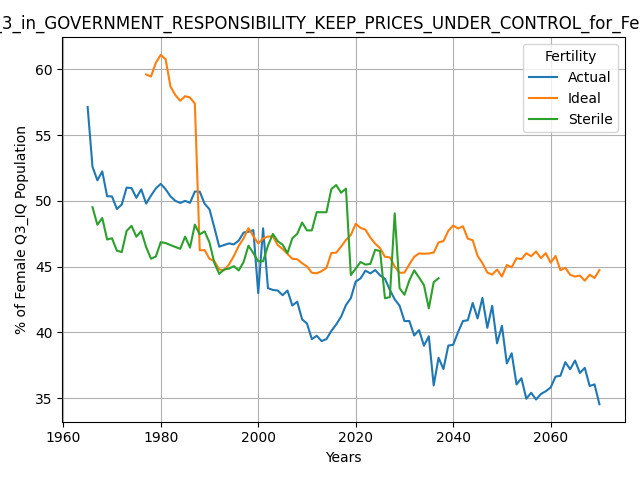 _3_in_GOVERNMENT_RESPONSIBILITY_KEEP_PRICES_UNDER_CONTROL_for_Fe
Fertility
Actual
Ideal
Sterile
% of Female Q3_IQ Population
60
55
50
45
40
35
1960
1980
2000
2020
2040
2060
Years